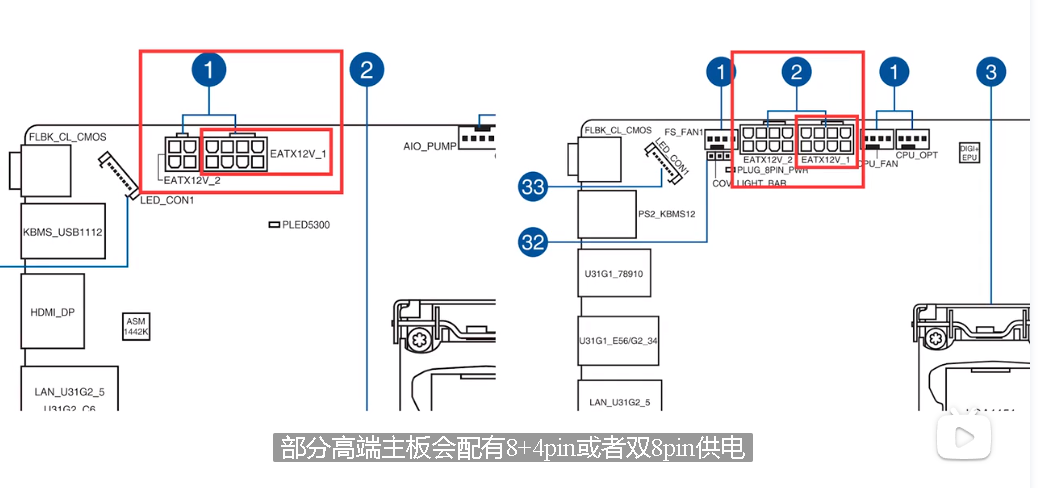 1
2
FLBK_CL_CMOS
EATX12V_1
AIO_PUMP
EATX12V_2
LED_CON1
KBMS_USB1112
PLED5300
HDMI_DP
ASM
1442K
LAN_U31G2_5
U31G2_C6
1
2
1
3
FLBK_CL_CMOS
FS_FAN1
EATX12V_2
EATX12V_1
CPU_FAN
CPU_OPT
DIGI+
EPU
LED_CON1
PLUG_8PIN_PWR
COV_LIGHT_BAR
33
PS2_KBMS12
32
U31G1_78910
U31G1_E56/G2_34
LAN_U31G2_5
部分高端主板会配有8+4pin或者双8pin供电